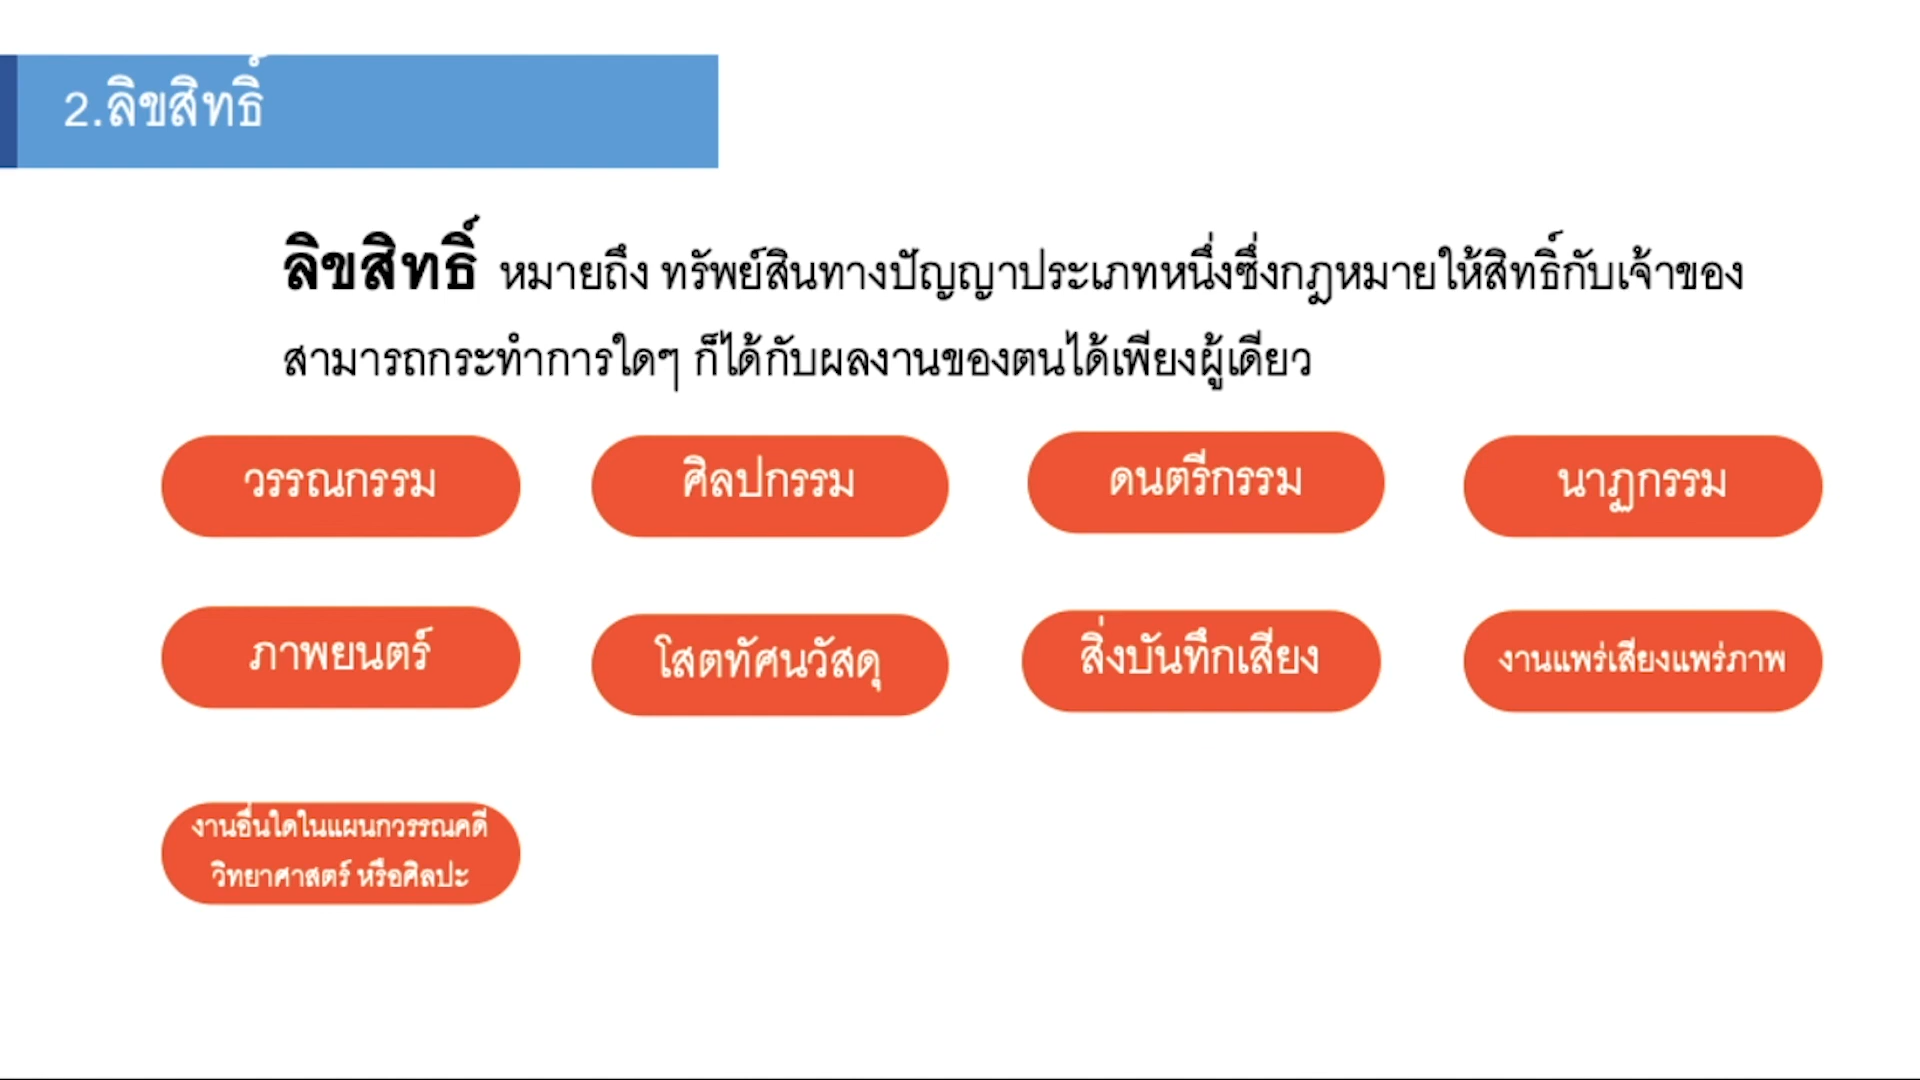 2.ลิขสิทธิ์
ลิขสิทธิ์ หมายถึง ทรัพย์สินทางปัญญาประเภทหนึ่งซึ่งกฎหมายให้สิทธิ์กับเจ้าของ
สามารถกระทำการใดๆ ก็ได้กับผลงานของตนได้เพียงผู้เดียว
วรรณกรรม
ศิลปกรรม
ดนตรีกรรม
นาฏกรรม
ภาพยนตร์
โสตทัศนวัสดุ
สิ่งบันทึกเสียง
งานแพร่เสียงแพร่ภาพ
งานอื่นใดในแผนกวรรณคดี
วิทยาศาสตร์ หรือศิลปะ